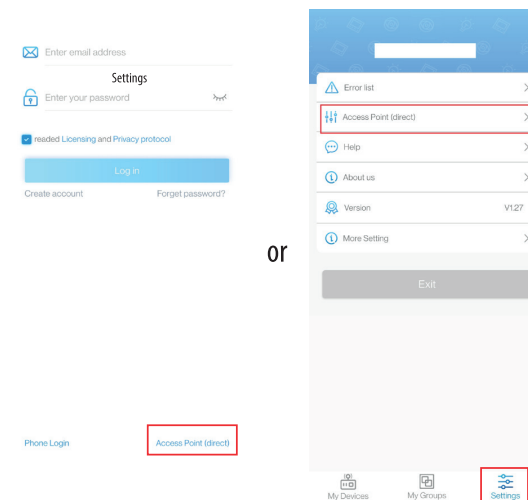 Enter email address
Settings
Enter your password
readed Licensing and Privacy protocol
Log in
Create account Forget password?
Phone Login Access Point (direct)
or
Error list
Access Point (direct)
Help
About us
Version V1.27
More Setting
Exit
My Devices My Groups Settings